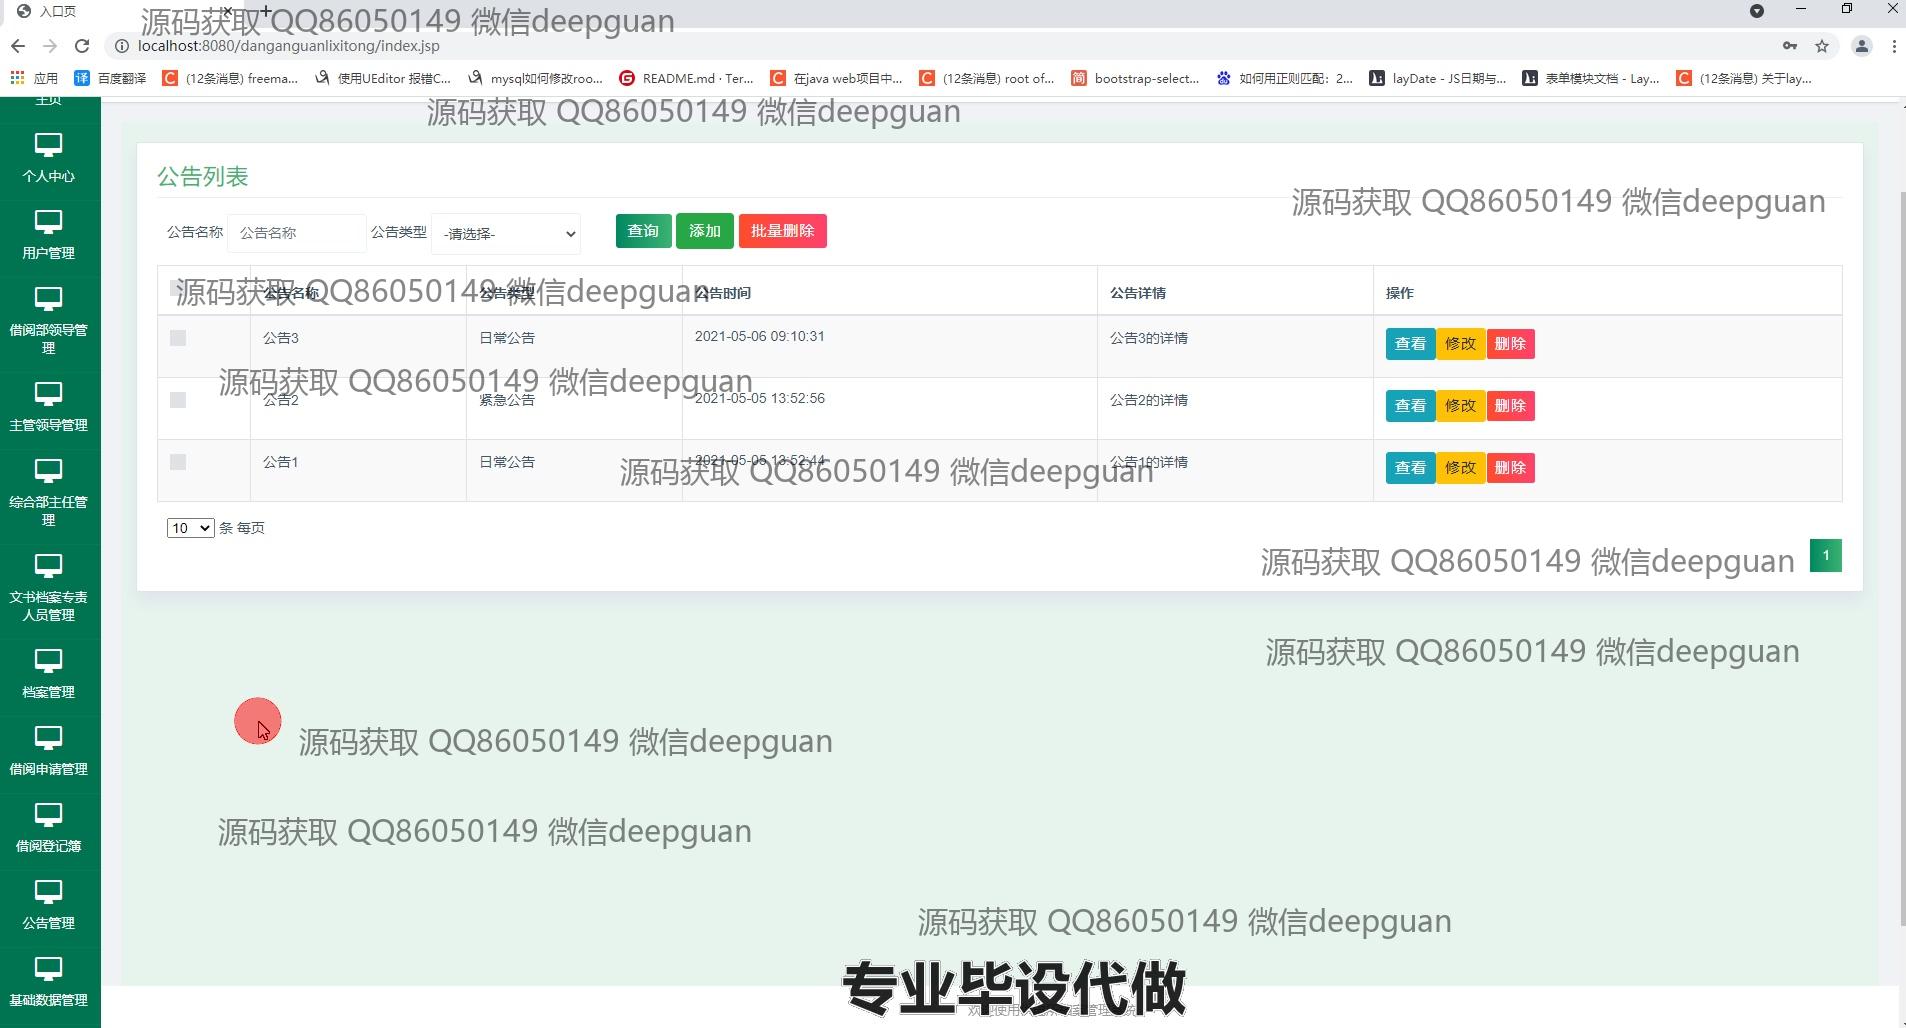 入口页
源码获取 QQ86050149 微信deepguan
localhost:8080/danganguanlixitong/index.jsp
应用
译 百度翻译
(12条消息) freema...
使用UEditor 报错C...
mysql如何修改roo...
README.md · Ter...
在java web项目中...
(12条消息) root of...
简 bootstrap-select...
如何用正则匹配：2...
layDate - JS日期与...
表单模块文档 - Lay...
(12条消息) 关于lay...
主页
源码获取 QQ86050149 微信deepguan
个人中心
用户管理
借阅部领导管
理
主管领导管理
综合部主任管
理
文书档案专责
人员管理
档案管理
借阅申请管理
借阅登记簿
公告管理
基础数据管理
公告列表
源码获取 QQ86050149 微信deepguan
公告名称 公告名称 公告类型 -请选择- 查询 添加 批量删除
源码获取 QQ86050149 微信deepguan
公告名称 公告类型 公告时间 公告详情 操作
公告3 日常公告 2021-05-06 09:10:31 公告3的详情 查看 修改 删除
源码获取 QQ86050149 微信deepguan
公告2 紧急公告 2021-05-05 13:52:56 公告2的详情 查看 修改 删除
公告1 日常公告 2021-05-05 13:52:44 公告1的详情 查看 修改 删除
源码获取 QQ86050149 微信deepguan
10 条 每页
源码获取 QQ86050149 微信deepguan
1
源码获取 QQ86050149 微信deepguan
源码获取 QQ86050149 微信deepguan
源码获取 QQ86050149 微信deepguan
源码获取 QQ86050149 微信deepguan
专业毕设代做